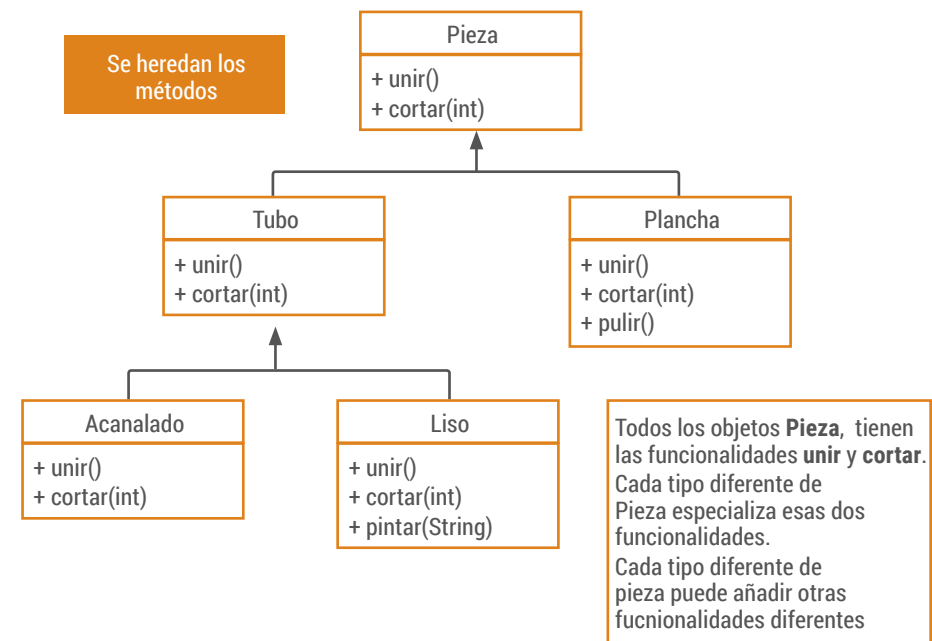 Se heredan los
métodos
Pieza
+ unir()
+ cortar(int)
Tubo
+ unir()
+ cortar(int)
Plancha
+ unir()
+ cortar(int)
+ pulir()
Acanalado
+ unir()
+ cortar(int)
Liso
+ unir()
+ cortar(int)
+ pintar(String)
Todos los objetos Pieza, tienen
las funcionalidades unir y cortar.
Cada tipo diferente de
Pieza especializa esas dos
funcionalidades.
Cada tipo diferente de
pieza puede añadir otras
fucnionalidades diferentes